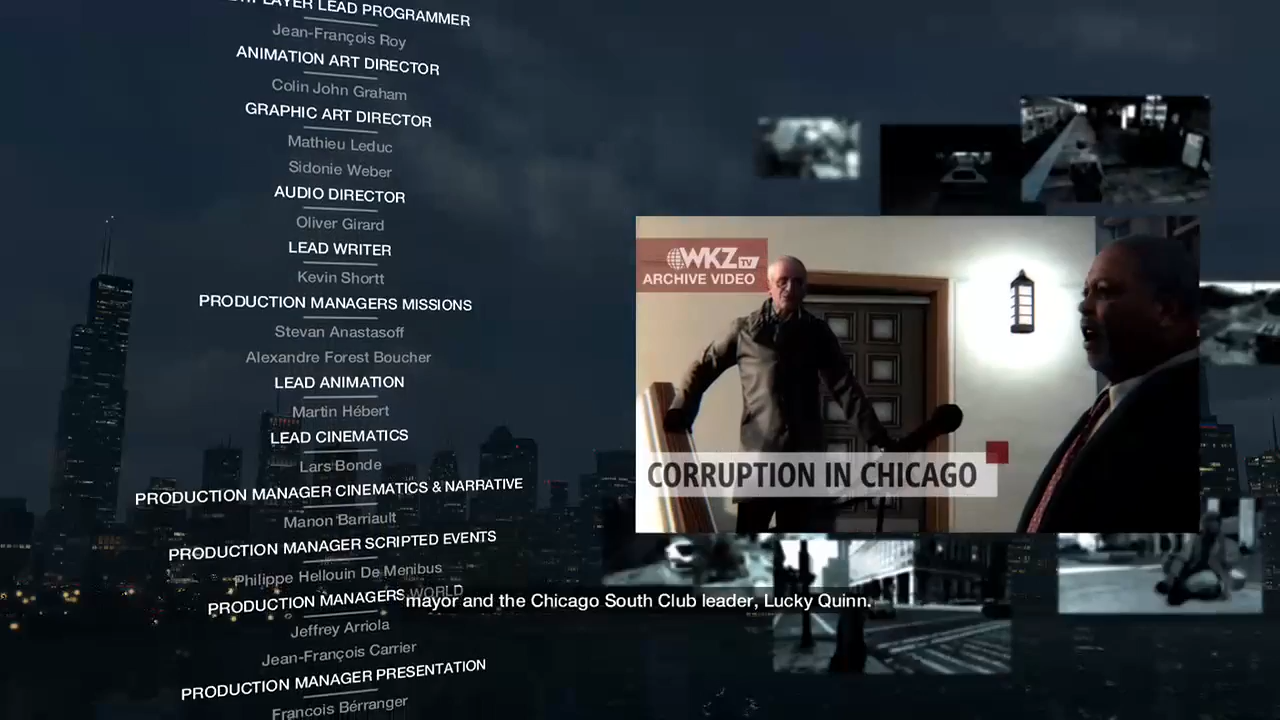 PLAYER LEAD PROGRAMMER
Jean-François Roy
ANIMATION ART DIRECTOR
Colin John Graham
GRAPHIC ART DIRECTOR
Mathieu Leduc
Sidonie Weber
AUDIO DIRECTOR
Oliver Girard
LEAD WRITER
Kevin Shortt
PRODUCTION MANAGERS MISSIONS
Stevan Anastasoff
Alexandre Forest Boucher
LEAD ANIMATION
Martin Hébert
LEAD CINEMATICS
Lars Bonde
PRODUCTION MANAGER CINEMATICS & NARRATIVE
Manon Barriault
PRODUCTION MANAGER SCRIPTED EVENTS
Philippe Hellouin De Menibus
PRODUCTION MANAGERS WORLD
Jeffrey Arriola
Jean-François Carrier
PRODUCTION MANAGER PRESENTATION
Francois Bérranger
WKZ TV
ARCHIVE VIDEO
CORRUPTION IN CHICAGO
mayor and the Chicago South Club leader, Lucky Quinn.